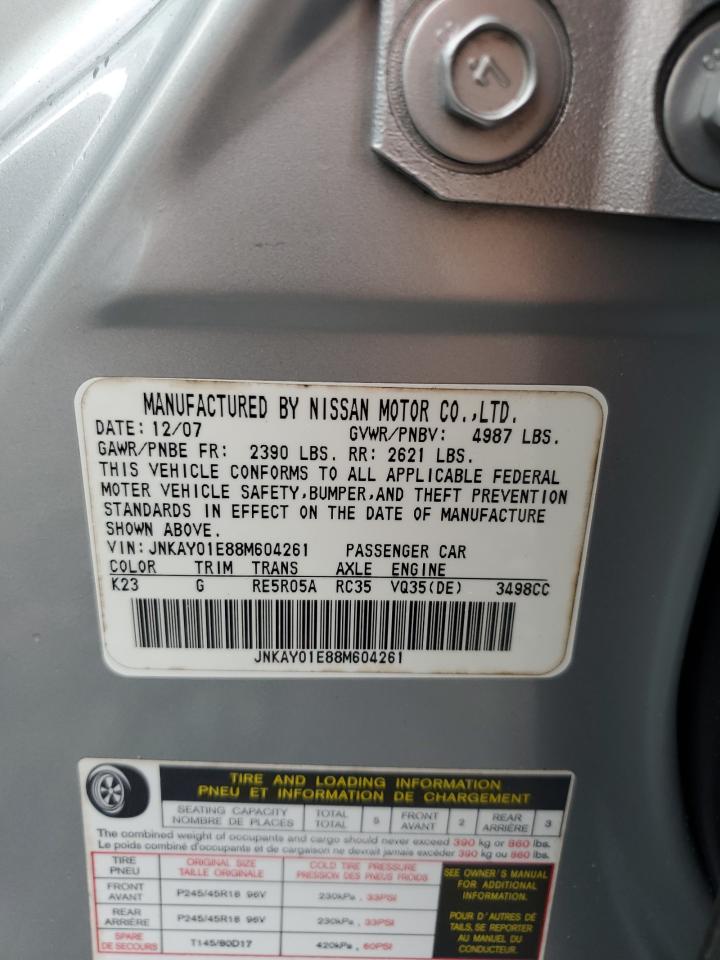 4
MANUFACTURED BY NISSAN MOTOR CO.,LTD.
DATE: 12/07 GVWR/PNBV: 4987 LBS.
GAWR/PNBE FR: 2390 LBS. RR: 2621 LBS.
THIS VEHICLE CONFORMS TO ALL APPLICABLE FEDERAL
MOTER VEHICLE SAFETY,BUMPER,AND THEFT PREVENTION
STANDARDS IN EFFECT ON THE DATE OF MANUFACTURE
SHOWN ABOVE.
VIN: JNKAY01E88M604261 PASSENGER CAR
COLOR TRIM TRANS AXLE ENGINE
K23 G RE5R05A RC35 VQ35(DE) 3498CC
JNKAY01E88M604261
TIRE AND LOADING INFORMATION
PNEU ET INFORMATION DE CHARGEMENT
SEATING CAPACITY TOTAL 5 FRONT 2 REAR 3
NOMBRE DE PLACES TOTAL AVANT ARRIÈRE
The combined weight of occupants and cargo should never exceed 390 kg or 860 lbs.
Le poids combiné d'occupants et de cargaison ne devrait jamais excéder 390 kg ou 860 lbs.
TIRE ORIGINAL SIZE COLD TIRE PRESSURE
PNEU TAILLE ORIGINALE PRESSION DES PNEUS FROIDS
FRONT
AVANT P245/45R18 96V 230kPa , 33PSI
REAR
ARRIÈRE P245/45R18 96V 230kPa , 33PSI
SPARE
DE SECOURS T145/80D17 420kPa , 60PSI
SEE OWNER'S MANUAL
FOR ADDITIONAL
INFORMATION.
POUR D'AUTRES DÉ
TAILS, SE REPORTER
AU MANUEL DU
CONDUCTEUR